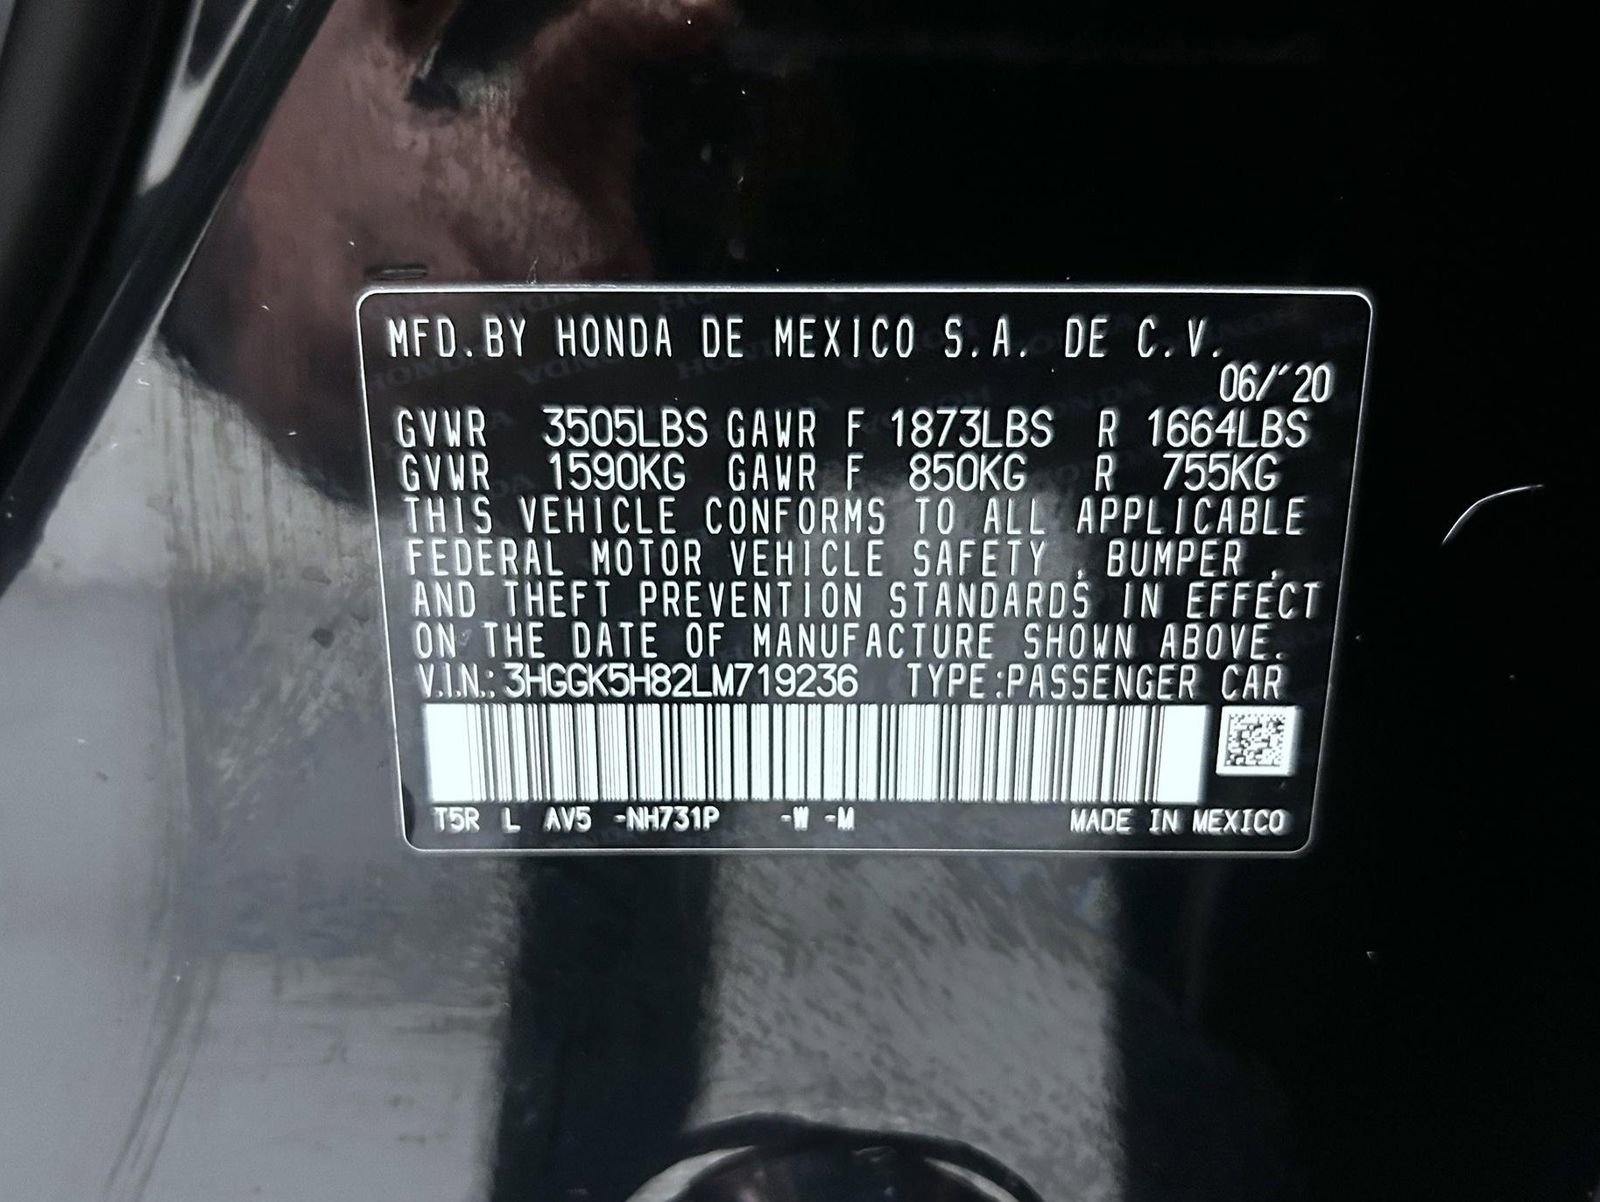 MFD.BY HONDA DE MEXICO S.A. DE C.V.
06/'20
GVWR 3505LBS GAWR F 1873LBS R 1664LBS
GVWR 1590KG GAWR F 850KG R 755KG
THIS VEHICLE CONFORMS TO ALL APPLICABLE
FEDERAL MOTOR VEHICLE SAFETY , BUMPER ,
AND THEFT PREVENTION STANDARDS IN EFFECT
ON THE DATE OF MANUFACTURE SHOWN ABOVE.
V.I.N.: 3HGGK5H82LM719236 TYPE:PASSENGER CAR
T5R L AV5 -NH731P -W -M MADE IN MEXICO